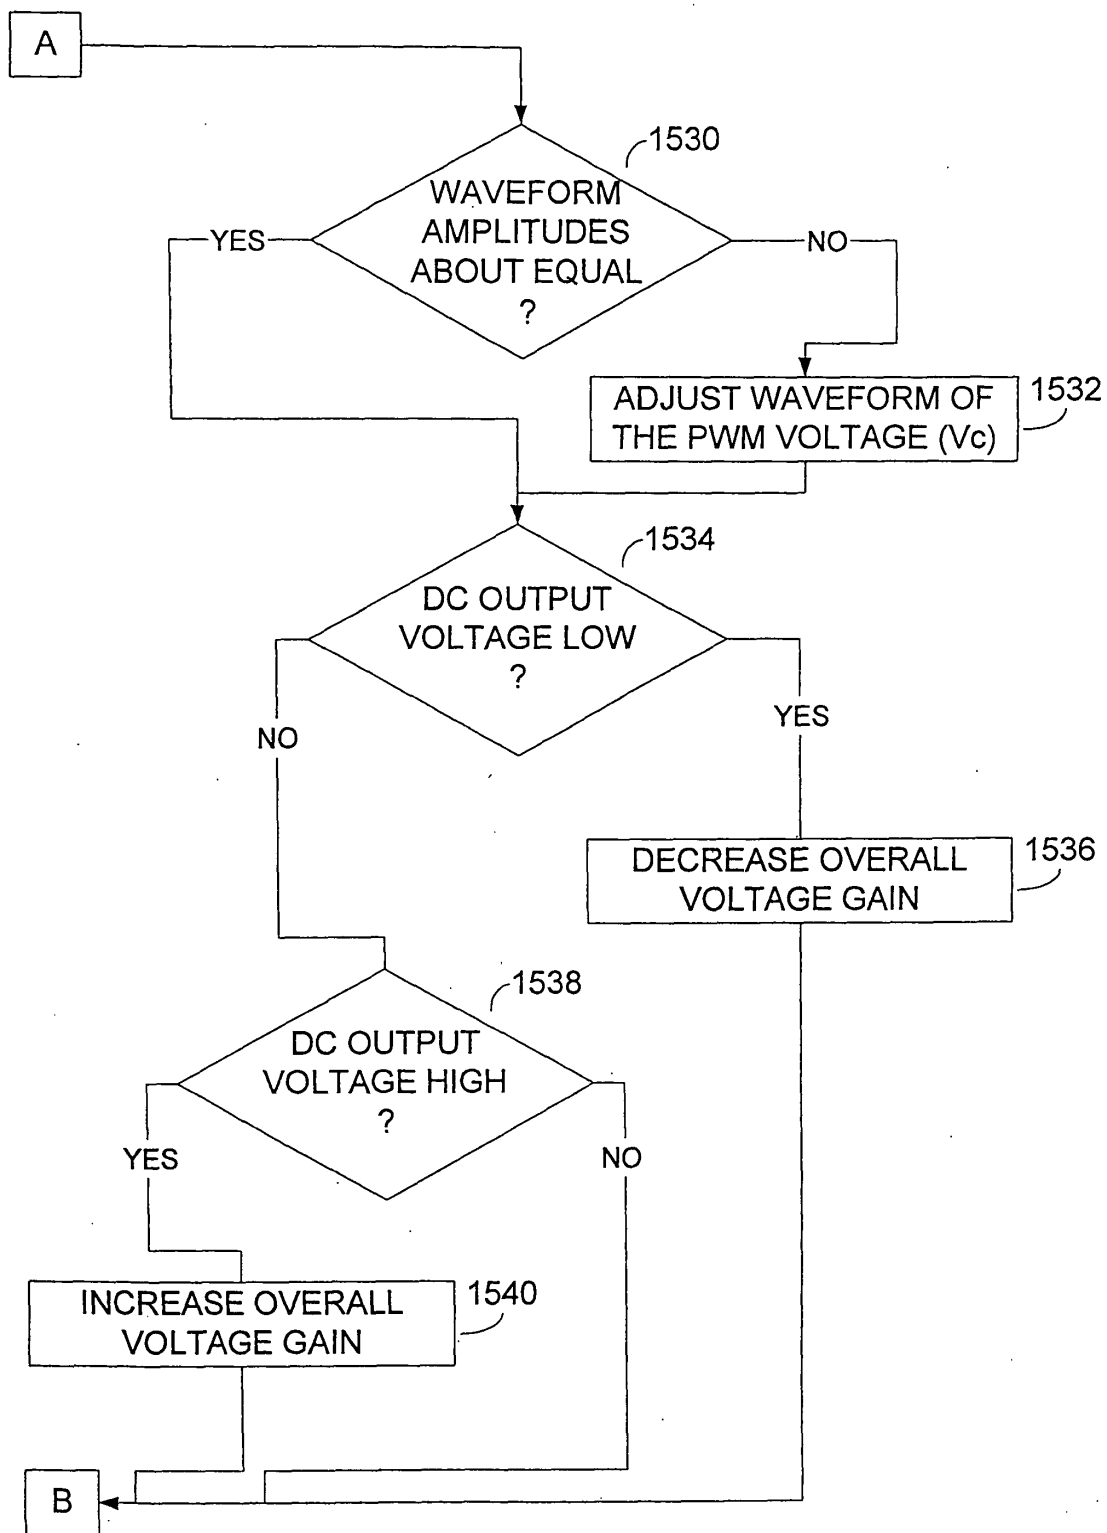 A
1530
WAVEFORM
AMPLITUDES
ABOUT EQUAL
?
YES
NO
ADJUST WAVEFORM OF
THE PWM VOLTAGE (Vc)
1532
1534
DC OUTPUT
VOLTAGE LOW
?
NO
YES
DECREASE OVERALL
VOLTAGE GAIN
1536
1538
DC OUTPUT
VOLTAGE HIGH
?
YES
NO
INCREASE OVERALL
VOLTAGE GAIN
1540
B